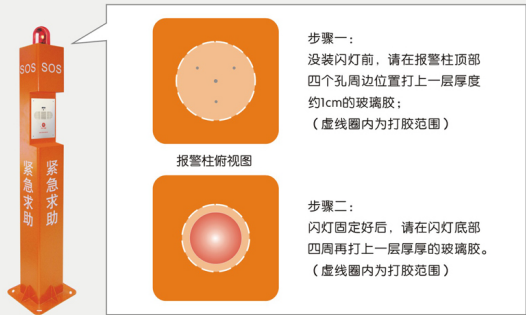 SOS SOS
紧急求助 紧急求助
报警柱俯视图
步骤一：
没装闪灯前，请在报警柱顶部
四个孔周边位置打上一层厚度
约1cm的玻璃胶；
（虚线圈内为打胶范围）
步骤二：
闪灯固定好后，请在闪灯底部
四周再打上一层厚厚的玻璃胶。
（虚线圈内为打胶范围）